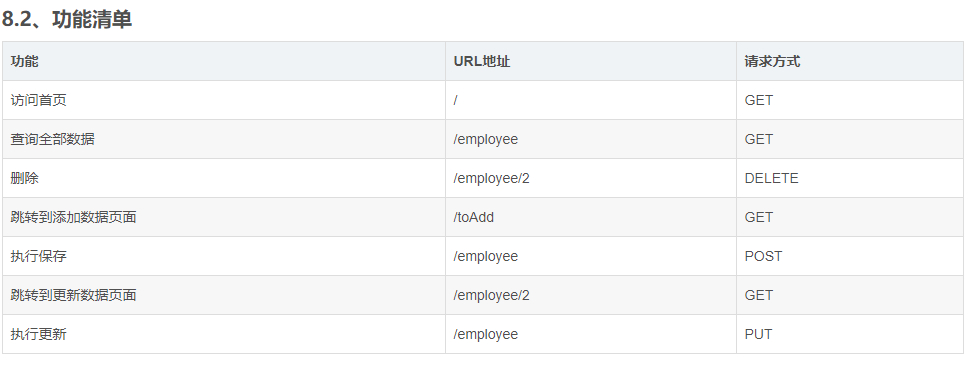 8.2、功能清单
功能 URL地址 请求方式
访问首页 / GET
查询全部数据 /employee GET
删除 /employee/2 DELETE
跳转到添加数据页面 /toAdd GET
执行保存 /employee POST
跳转到更新数据页面 /employee/2 GET
执行更新 /employee PUT